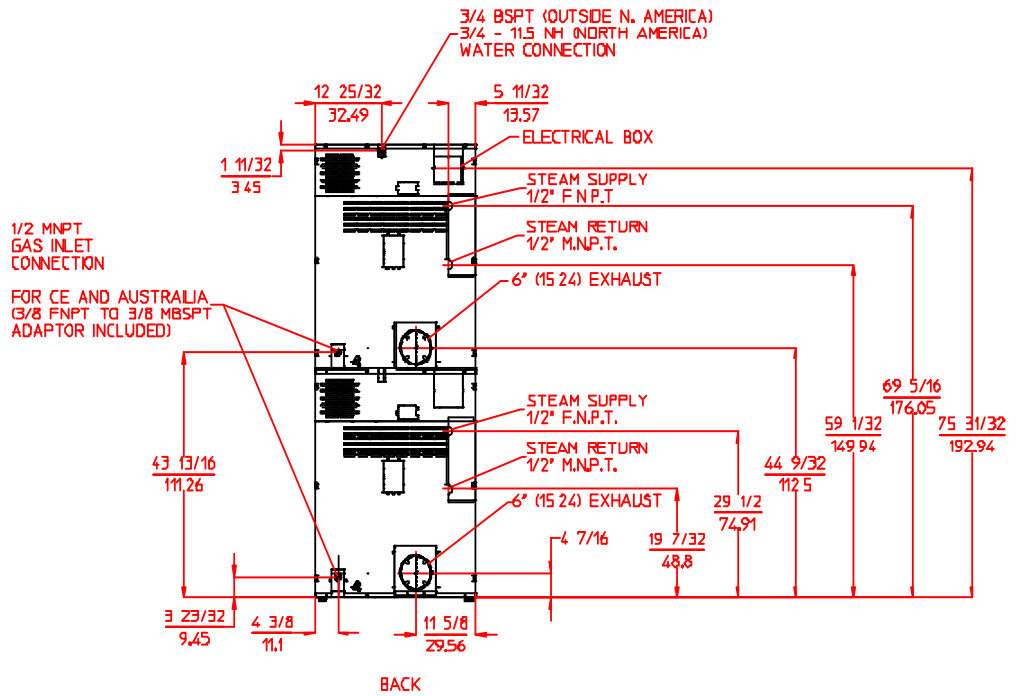 3/4 BSPT (OUTSIDE N. AMERICA)
3/4 - 11.5 NH (NORTH AMERICA)
WATER CONNECTION
12 25/32
32.49
5 11/32
13.57
ELECTRICAL BOX
1 11/32
3.45
STEAM SUPPLY
1/2" F.N.P.T
STEAM RETURN
1/2" M.N.P.T.
6" (15.24) EXHAUST
1/2 MNPT
GAS INLET
CONNECTION
FOR CE AND AUSTRAILIA
(3/8 FNPT TO 3/8 MBSPT
ADAPTOR INCLUDED)
69 5/16
176.05
75 31/32
192.94
59 1/32
149.94
44 9/32
112.5
STEAM SUPPLY
1/2" F.N.P.T.
STEAM RETURN
1/2" M.N.P.T.
6" (15.24) EXHAUST
43 13/16
111.26
29 1/2
74.91
19 7/32
48.8
4 7/16
3 23/32
9.45
4 3/8
11.1
11 5/8
29.56
BACK